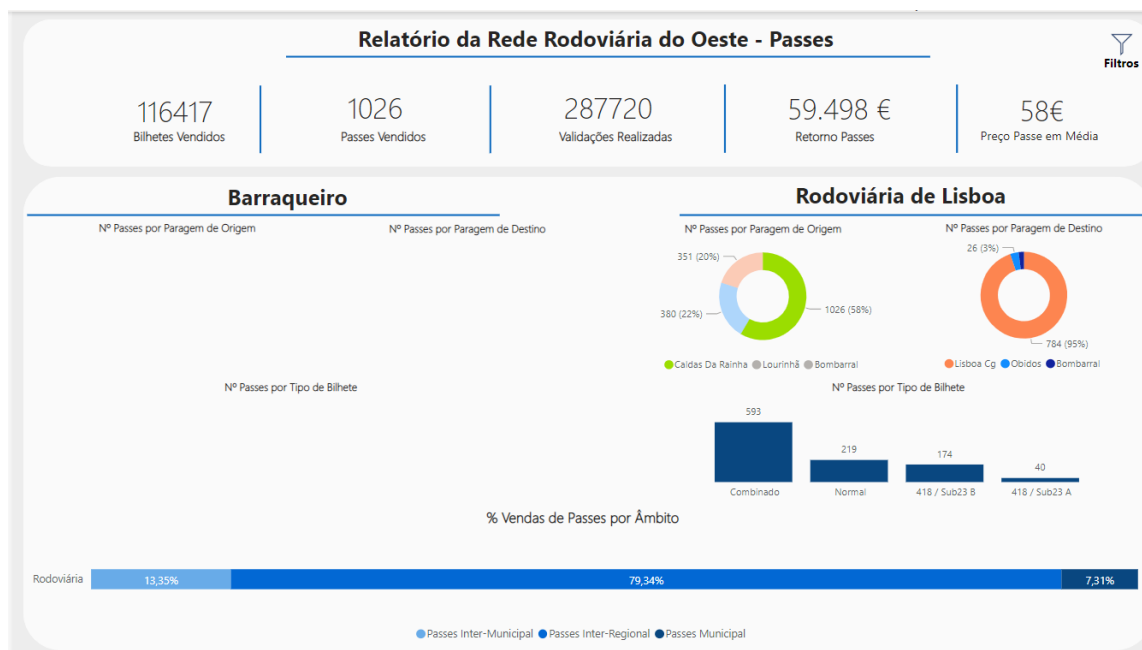 Relatório da Rede Rodoviária do Oeste - Passes
Filtros
116417
Bilhetes Vendidos
1026
Passes Vendidos
287720
Validações Realizadas
59.498 €
Retorno Passes
58€
Preço Passe em Média
Barraqueiro
Nº Passes por Paragem de Origem
Nº Passes por Paragem de Destino
Nº Passes por Tipo de Bilhete
Rodoviária de Lisboa
Nº Passes por Paragem de Origem
351 (20%)
380 (22%)
1026 (58%)
Caldas Da Rainha Lourinhã Bombarral
Nº Passes por Paragem de Destino
26 (3%)
784 (95%)
Lisboa Cg Obidos Bombarral
Nº Passes por Tipo de Bilhete
593
219
174
40
Combinado Normal 418 / Sub23 B 418 / Sub23 A
% Vendas de Passes por Âmbito
Rodoviária 13,35% 79,34% 7,31%
Passes Inter-Municipal Passes Inter-Regional Passes Municipal